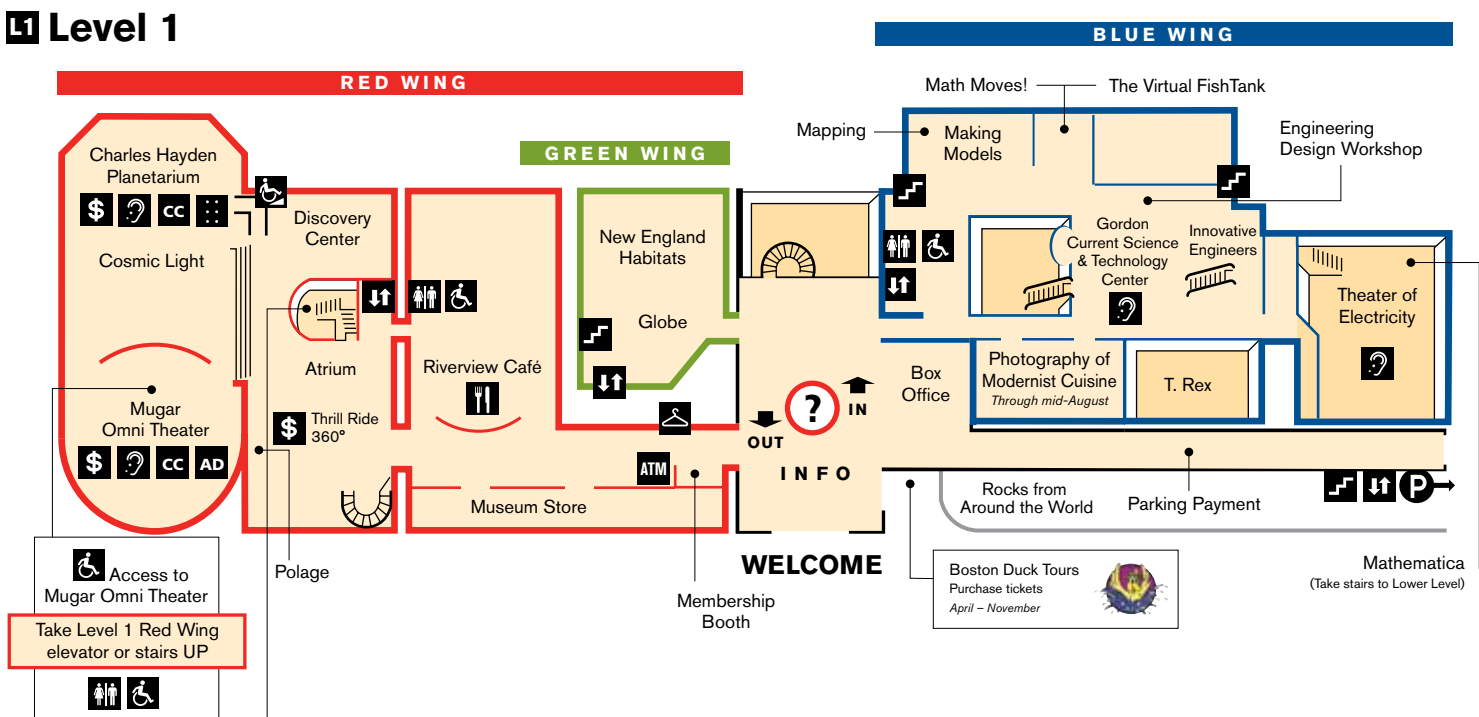 L1 Level 1
RED WING
GREEN WING
BLUE WING
Charles Hayden
Planetarium
$
CC
Cosmic Light
Mugar
Omni Theater
$
CC
AD
Discovery
Center
Atrium
$
Thrill Ride
360°
Riverview Café
ATM
Museum Store
New England
Habitats
Globe
?
IN
OUT
INFO
WELCOME
Box
Office
Math Moves!
The Virtual FishTank
Mapping
Making
Models
Engineering
Design Workshop
Gordon
Current Science
& Technology
Center
Innovative
Engineers
Theater of
Electricity
Photography of
Modernist Cuisine
Through mid-August
T. Rex
Rocks from
Around the World
Parking Payment
P
Mathematica
(Take stairs to Lower Level)
Boston Duck Tours
Purchase tickets
April – November
Membership
Booth
Polage
Access to
Mugar Omni Theater
Take Level 1 Red Wing
elevator or stairs UP